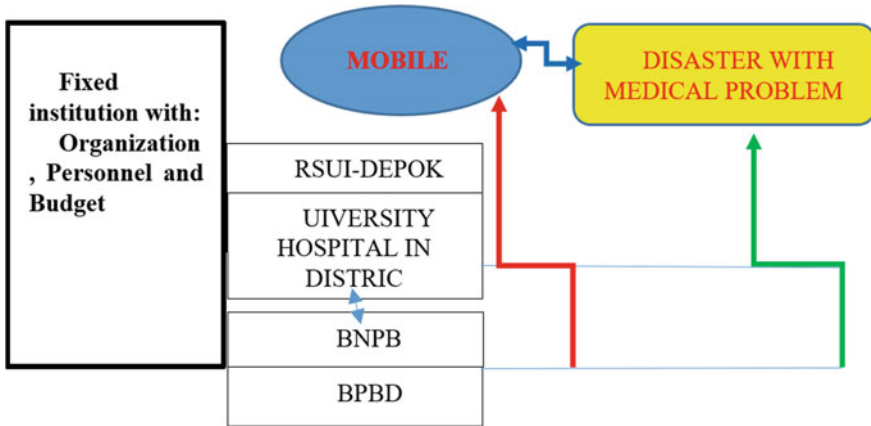 Fixed
institution with:
Organization
, Personnel and
Budget
MOBILE
DISASTER WITH
MEDICAL PROBLEM
RSUI-DEPOK
UIVERSITY
HOSPITAL IN
DISTRIC
BNPB
BPBD